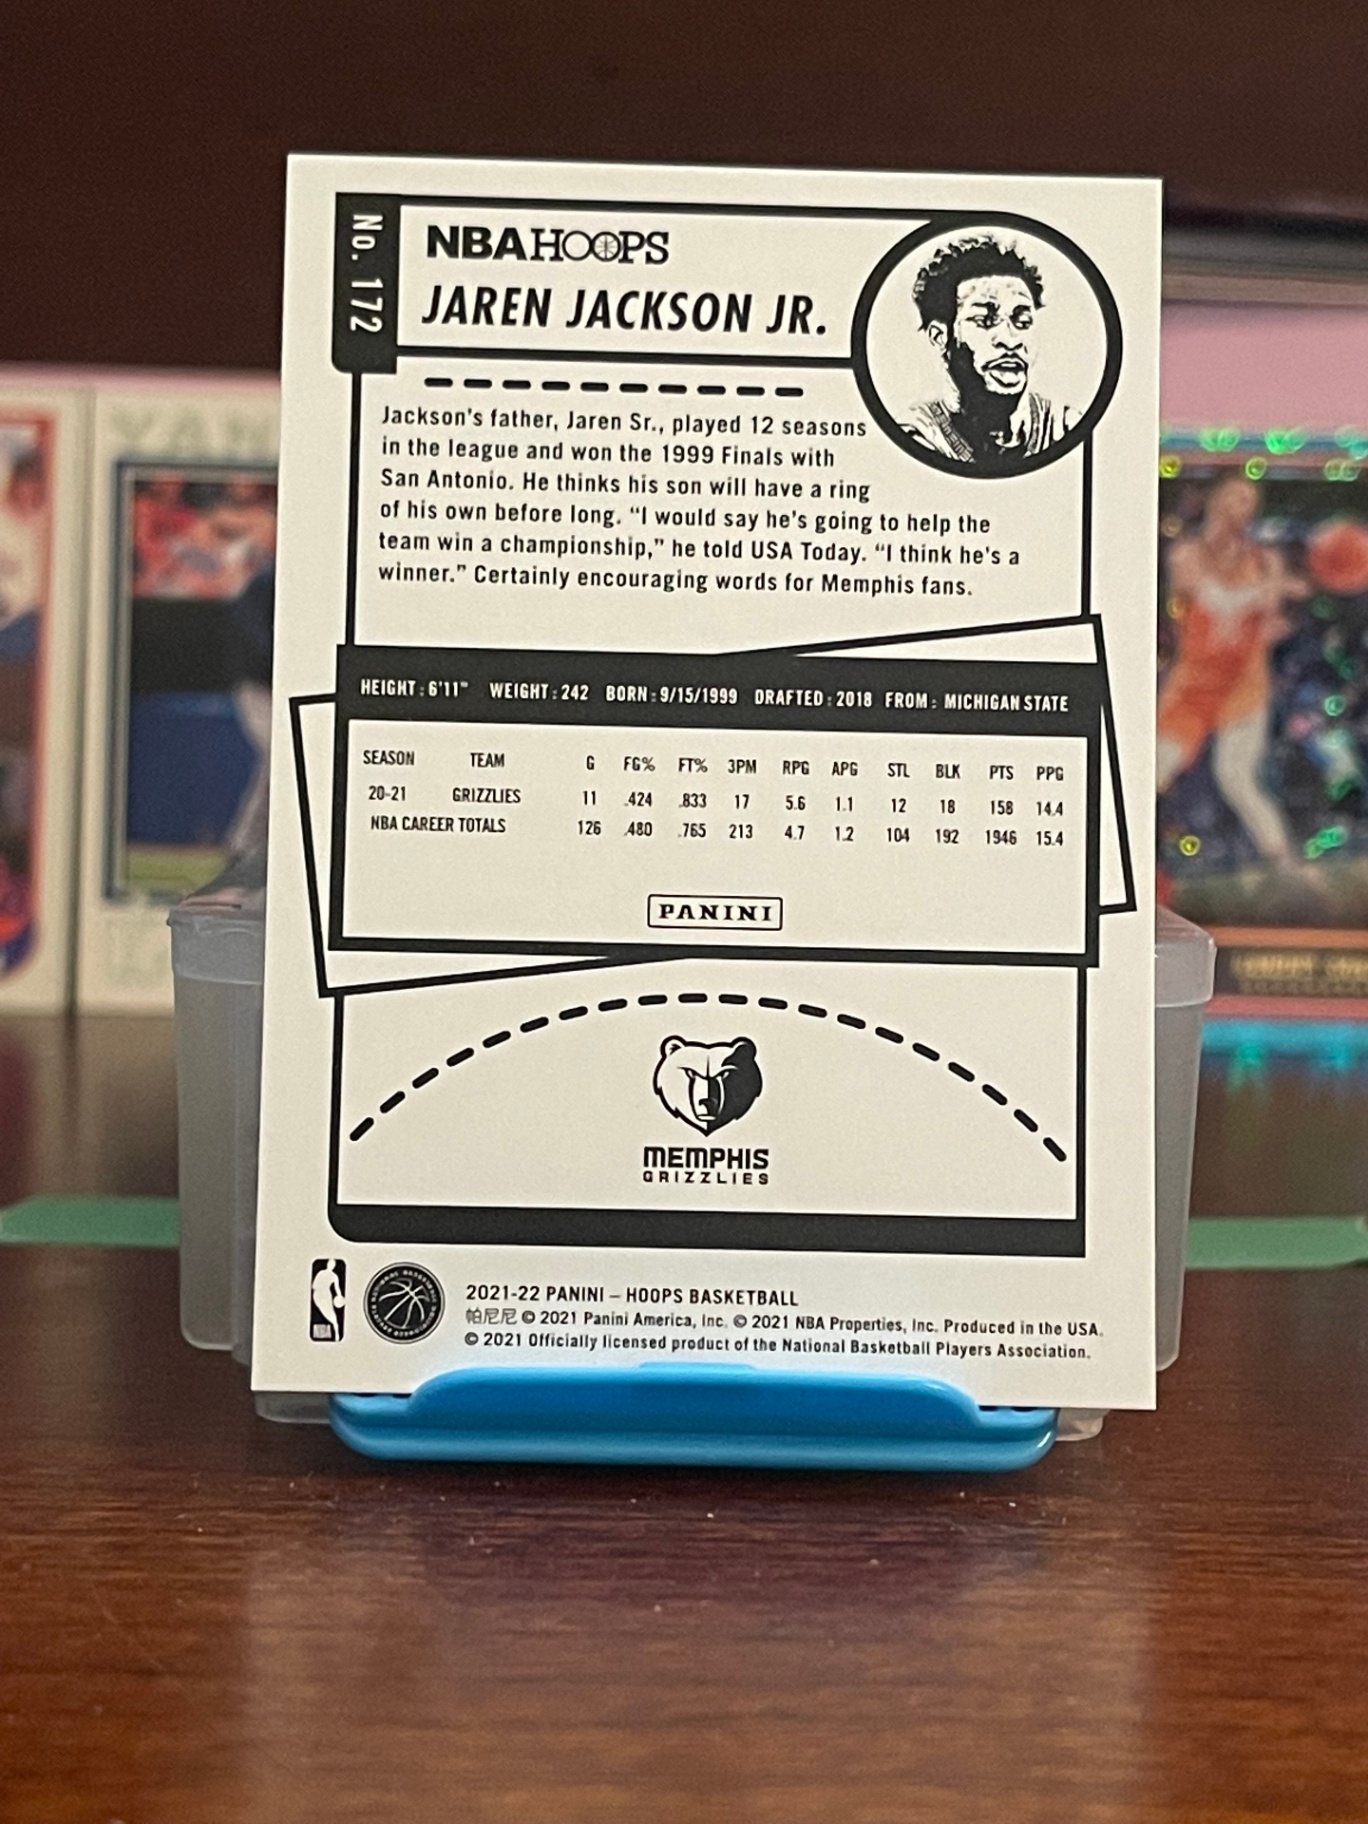 No. 172
NBA HOOPS
JAREN JACKSON JR.
Jackson's father, Jaren Sr., played 12 seasons
in the league and won the 1999 Finals with
San Antonio. He thinks his son will have a ring
of his own before long. “I would say he's going to help the
team win a championship,” he told USA Today. “I think he's a
winner.” Certainly encouraging words for Memphis fans.
HEIGHT: 6'11" WEIGHT: 242 BORN: 9/15/1999 DRAFTED: 2018 FROM: MICHIGAN STATE
SEASON TEAM G FG% FT% 3PM RPG APG STL BLK PTS PPG
20-21 GRIZZLIES 11 .424 .833 17 5.6 1.1 12 18 158 14.4
NBA CAREER TOTALS 126 .480 .765 213 4.7 1.2 104 192 1946 15.4
PANINI
MEMPHIS
GRIZZLIES
NBA
2021-22 PANINI – HOOPS BASKETBALL
帕尼尼 © 2021 Panini America, Inc. © 2021 NBA Properties, Inc. Produced in the USA.
© 2021 Officially licensed product of the National Basketball Players Association.